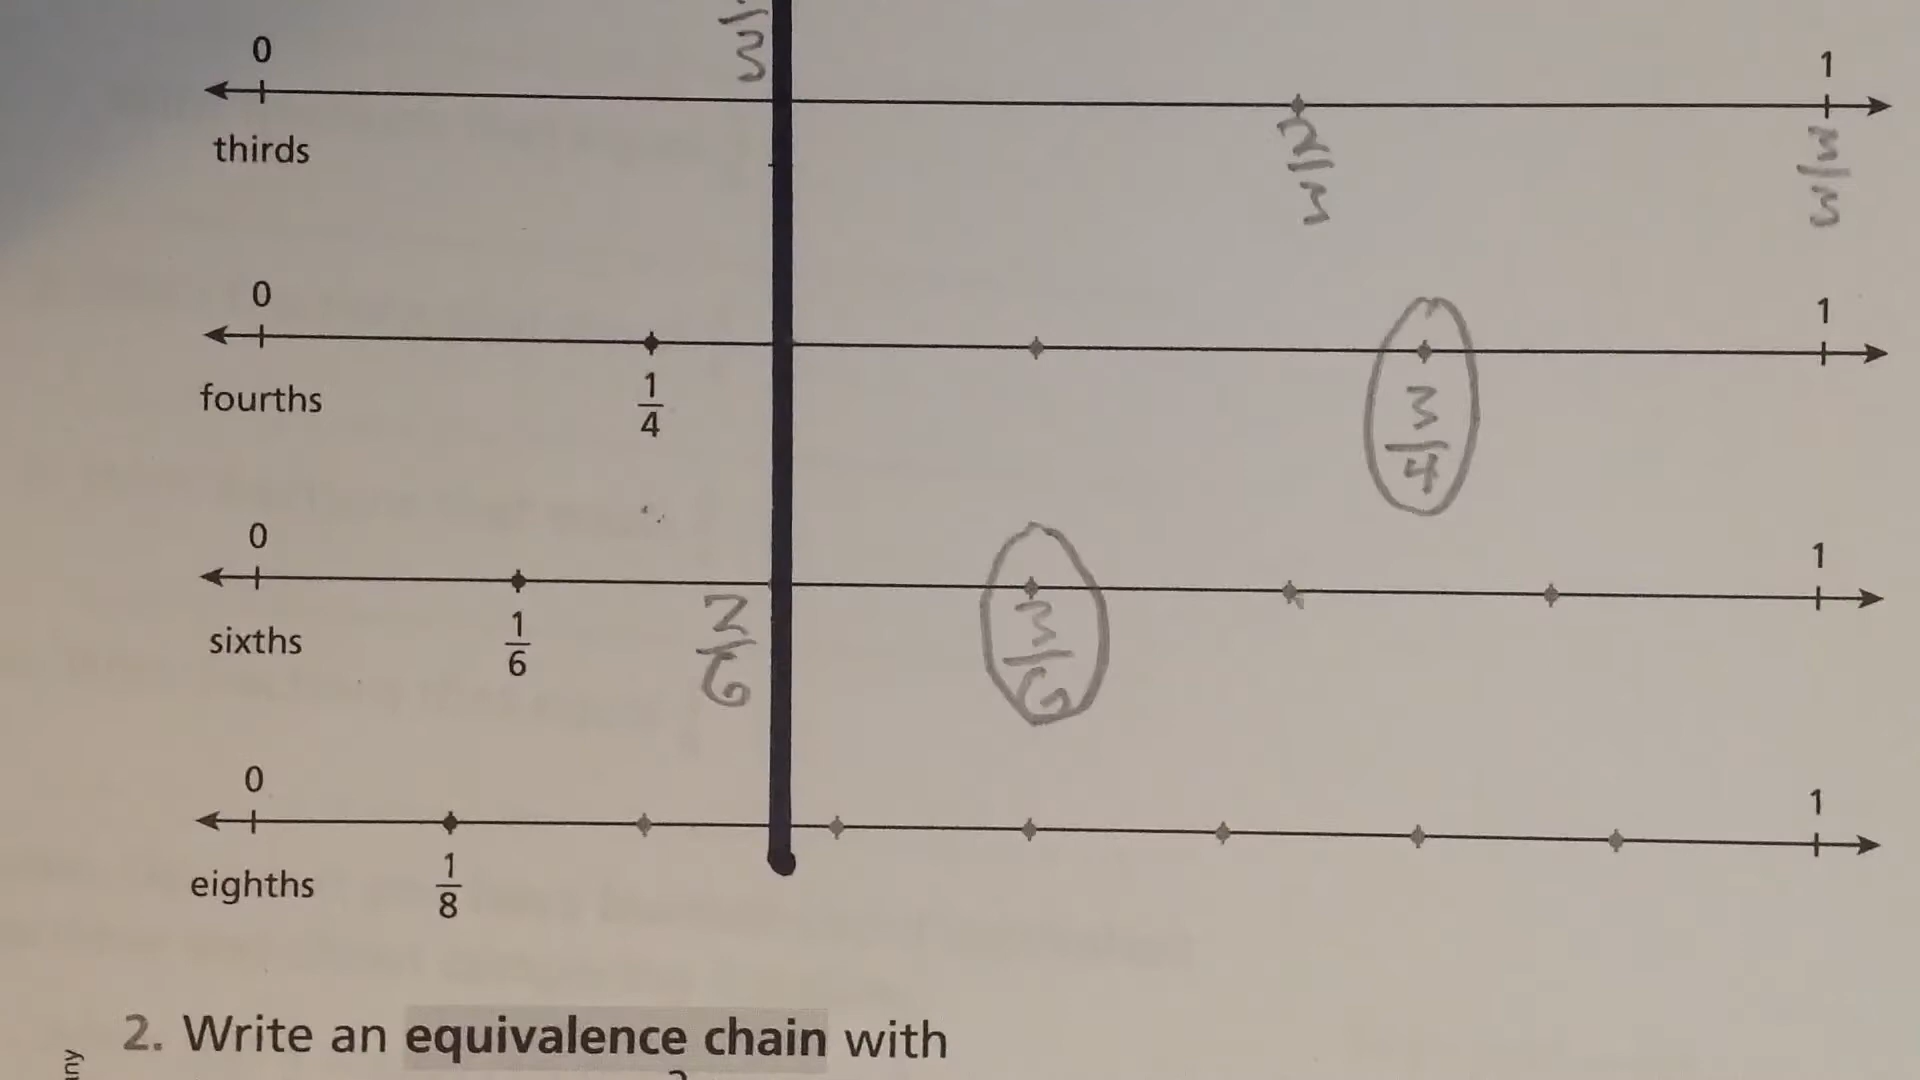 1/3
0 1
2/3 3/3
thirds
0 1
fourths 1/4 3/4
0 1
sixths 1/6 2/6 3/6
0 1
eighths 1/8
2. Write an equivalence chain with